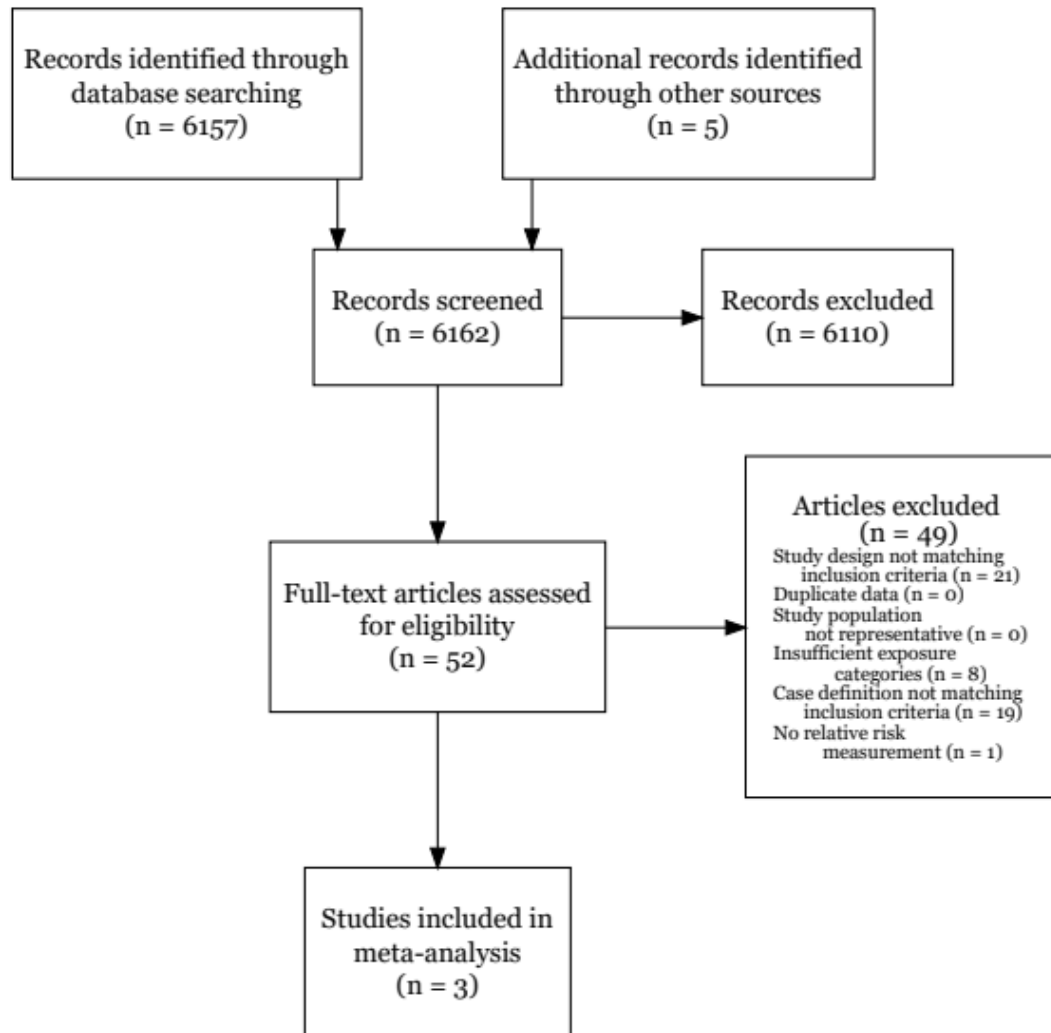 Records identified through
database searching
(n = 6157)
Additional records identified
through other sources
(n = 5)
Records screened
(n = 6162)
Records excluded
(n = 6110)
Full-text articles assessed
for eligibility
(n = 52)
Articles excluded
(n = 49)
Study design not matching
inclusion criteria (n = 21)
Duplicate data (n = 0)
Study population
not representative (n = 0)
Insufficient exposure
categories (n = 8)
Case definition not matching
inclusion criteria (n = 19)
No relative risk
measurement (n = 1)
Studies included in
meta-analysis
(n = 3)